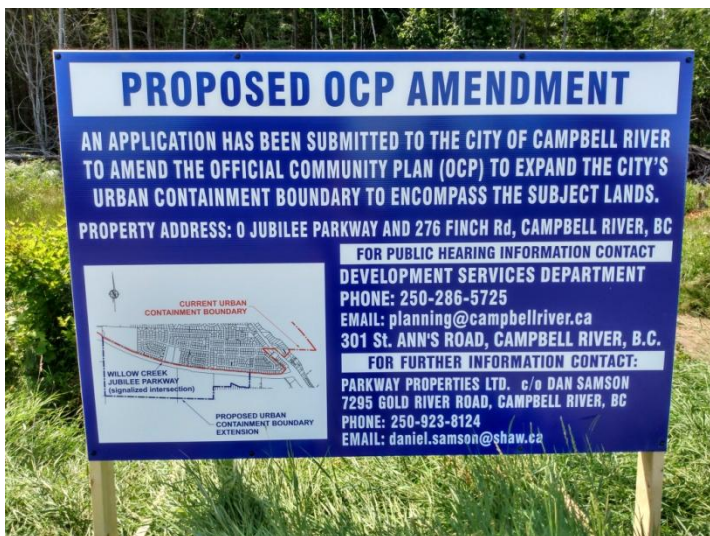 PROPOSED OCP AMENDMENT
AN APPLICATION HAS BEEN SUBMITTED TO THE CITY OF CAMPBELL RIVER
TO AMEND THE OFFICIAL COMMUNITY PLAN (OCP) TO EXPAND THE CITY'S
URBAN CONTAINMENT BOUNDARY TO ENCOMPASS THE SUBJECT LANDS.
PROPERTY ADDRESS: 0 JUBILEE PARKWAY AND 276 FINCH Rd, CAMPBELL RIVER, BC
CURRENT URBAN
CONTAINMENT BOUNDARY
WILLOW CREEK
JUBILEE PARKWAY
(signalized intersection)
PROPOSED URBAN
CONTAINMENT BOUNDARY
EXTENSION
FOR PUBLIC HEARING INFORMATION CONTACT
DEVELOPMENT SERVICES DEPARTMENT
PHONE: 250-286-5725
EMAIL: planning@campbellriver.ca
301 St. ANN'S ROAD, CAMPBELL RIVER, B.C.
FOR FURTHER INFORMATION CONTACT:
PARKWAY PROPERTIES LTD. c/o DAN SAMSON
7295 GOLD RIVER ROAD, CAMPBELL RIVER, BC
PHONE: 250-923-8124
EMAIL: daniel.samson@shaw.ca